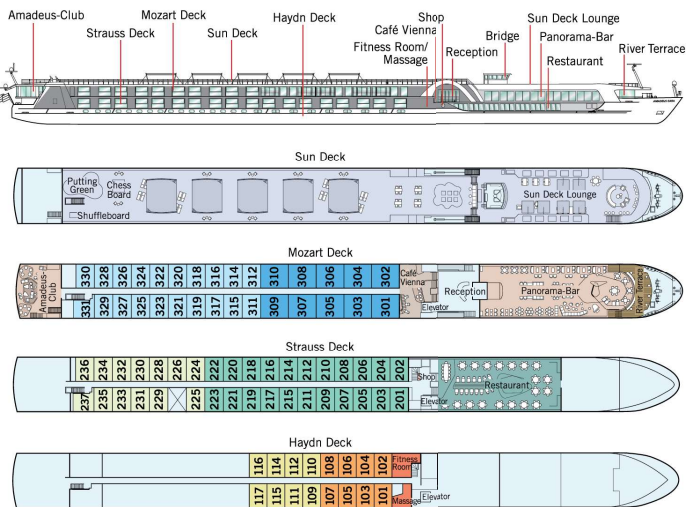 Amadeus-Club
Mozart Deck
Haydn Deck
Shop
Sun Deck Lounge
Strauss Deck
Sun Deck
Café Vienna
Bridge
Panorama-Bar
Fitness Room/
Massage
Reception
River Terrace
Restaurant
Sun Deck
Putting
Green
Chess
Board
Shuffleboard
Sun Deck Lounge
Mozart Deck
Amadeus-
Club
330 328 326 324 322 320 318 316 314 312 310 308 306 304 302
331 329 327 325 323 321 319 317 315 311 309 307 305 303 301
Café
Vienna
Elevator
Reception
Panorama-Bar
River Terrace
Strauss Deck
236 234 232 230 228 226 224 222 220 218 216 214 212 210 208 206 204 202
237 235 233 231 229 225 223 221 219 217 215 211 209 207 205 203 201
Shop
Elevator
Restaurant
Haydn Deck
116 114 112 110 108 106 104 102
117 115 111 109 107 105 103 101
Fitness
Room
Massage
Elevator